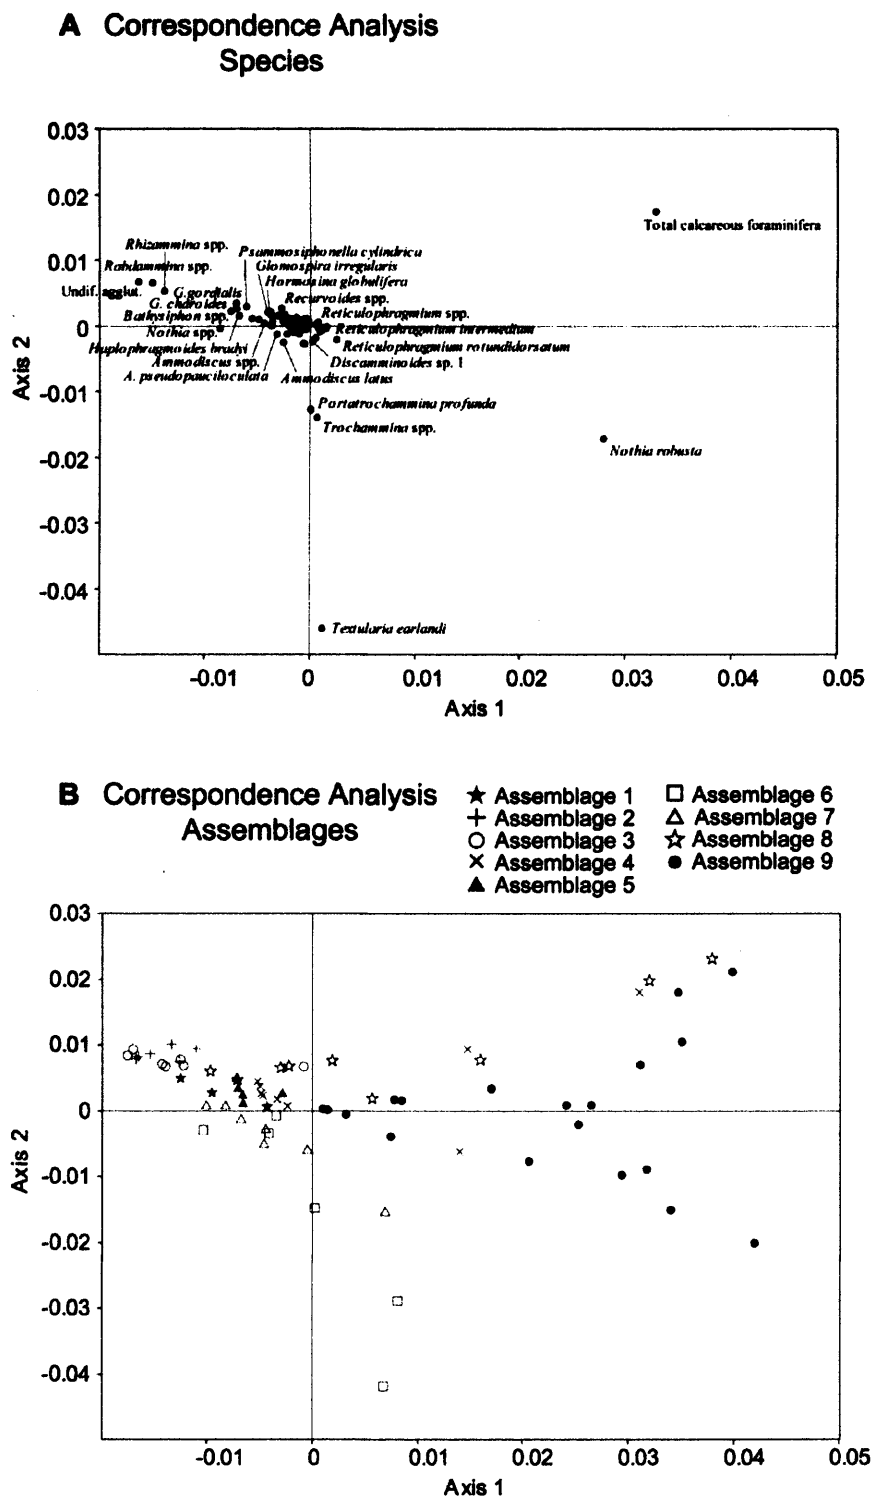 A Correspondence Analysis
Species
0.03
0.02
0.01
0
-0.01
-0.02
-0.03
-0.04
Axis 2
Total calcareous foraminifera
Rhizammina spp.
Psammosiphonella cylindrica
Rabdammina spp.
Glomospira irregularis
Hormosina globulifera
Undif. agglut.
G.gordialis
Recurvoides spp.
G. charoides
Bathysiphon spp.
Reticulophragmium spp.
Nothia spp.
Reticulophragmium intermedium
Haplophragmoides bradyi
Reticulophragmium rotundidorsatum
Ammodiscus spp.
Discamminoides sp. 1
A. pseudopauciloculata
Ammodiscus latus
Portatrochammina profunda
Trochammina spp.
Nothia robusta
Textularia earlandi
-0.01
0
0.01
0.02
0.03
0.04
0.05
Axis 1
B Correspondence Analysis
Assemblages
Assemblage 1
Assemblage 2
Assemblage 3
Assemblage 4
Assemblage 5
Assemblage 6
Assemblage 7
Assemblage 8
Assemblage 9
0.03
0.02
0.01
0
-0.01
-0.02
-0.03
-0.04
Axis 2
-0.01
0
0.01
0.02
0.03
0.04
0.05
Axis 1